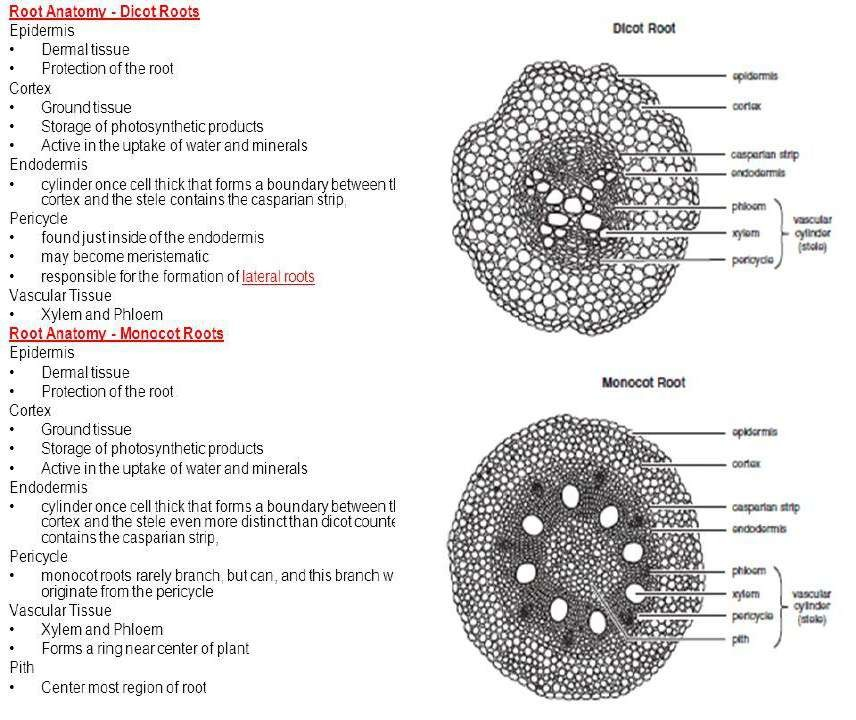 Root Anatomy - Dicot Roots
Epidermis
• Dermal tissue
• Protection of the root
Cortex
• Ground tissue
• Storage of photosynthetic products
• Active in the uptake of water and minerals
Endodermis
• cylinder once cell thick that forms a boundary between
cortex and the stele contains the casparian strip,
Pericycle
• found just inside of the endodermis
• may become meristematic
• responsible for the formation of lateral roots
Vascular Tissue
• Xylem and Phloem
Root Anatomy - Monocot Roots
Epidermis
• Dermal tissue
• Protection of the root
Cortex
• Ground tissue
• Storage of photosynthetic products
• Active in the uptake of water and minerals
Endodermis
• cylinder once cell thick that forms a boundary between
cortex and the stele even more distinct than dicot
contains the casparian strip,
Pericycle
• monocot roots rarely branch, but can, and this branch
originate from the pericycle
Vascular Tissue
• Xylem and Phloem
• Forms a ring near center of plant
Pith
• Center most region of root
Dicot Root
epidermis
cortex
casparian strip
endodermis
phloem
xylem
pericycle
vascular
cylinder
(stele)
Monocot Root
epidermis
cortex
casparian strip
endodermis
phloem
xylem
pericycle
pith
vascular
cylinder
(stele)